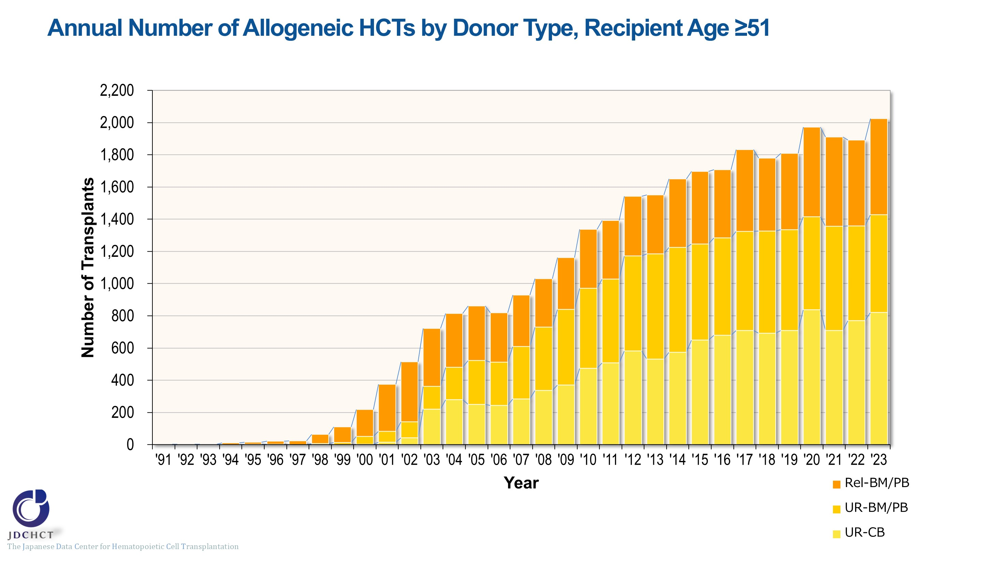 Annual Number of Allogeneic HCTs by Donor Type, Recipient Age ≥51
2,200
2,000
1,800
1,600
1,400
1,200
1,000
800
600
400
200
0
Number of Transplants
'91 '92 '93 '94 '95 '96 '97 '98 '99 '00 '01 '02 '03 '04 '05 '06 '07 '08 '09 '10 '11 '12 '13 '14 '15 '16 '17 '18 '19 '20 '21 '22 '23
Year
Rel-BM/PB
UR-BM/PB
UR-CB
JDCHCT
The Japanese Data Center for Hematopoietic Cell Transplantation